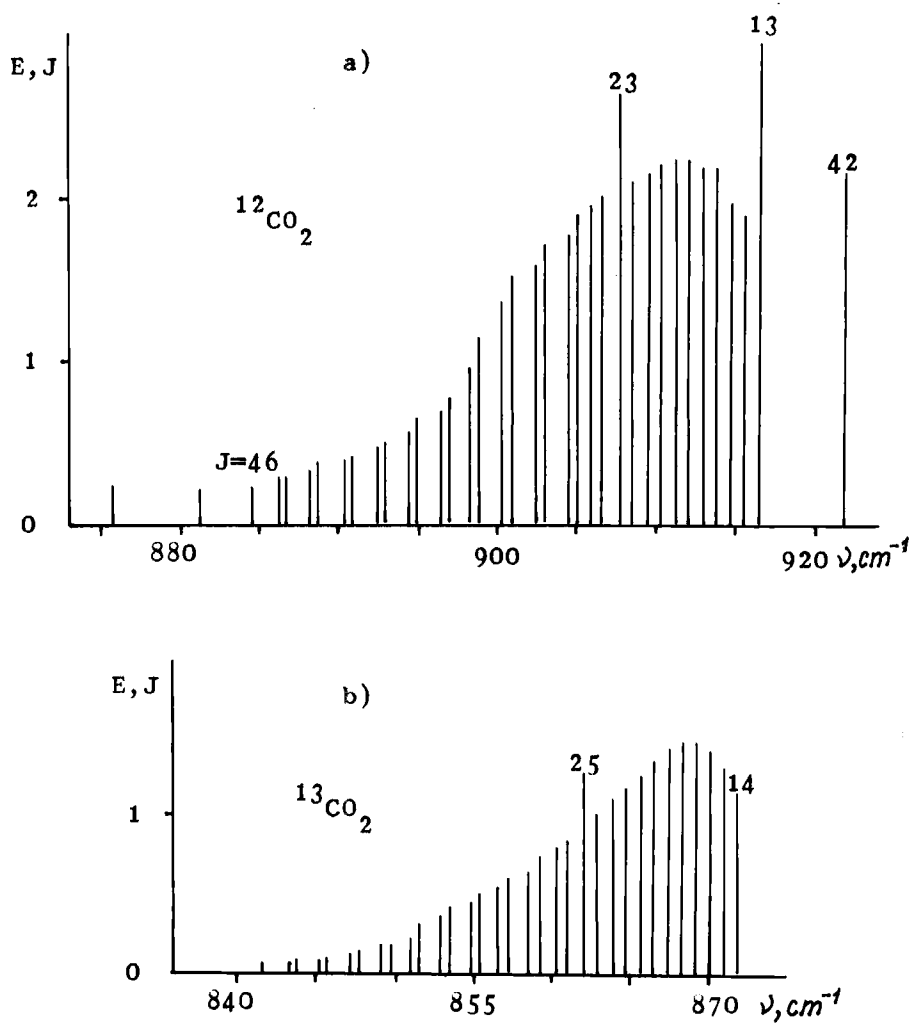 a)
E,J
13
23
42
2
¹²CO₂
1
J=46
0
880
900
920 ν,cm⁻¹
b)
E,J
25
14
¹³CO₂
1
0
840
855
870 ν,cm⁻¹